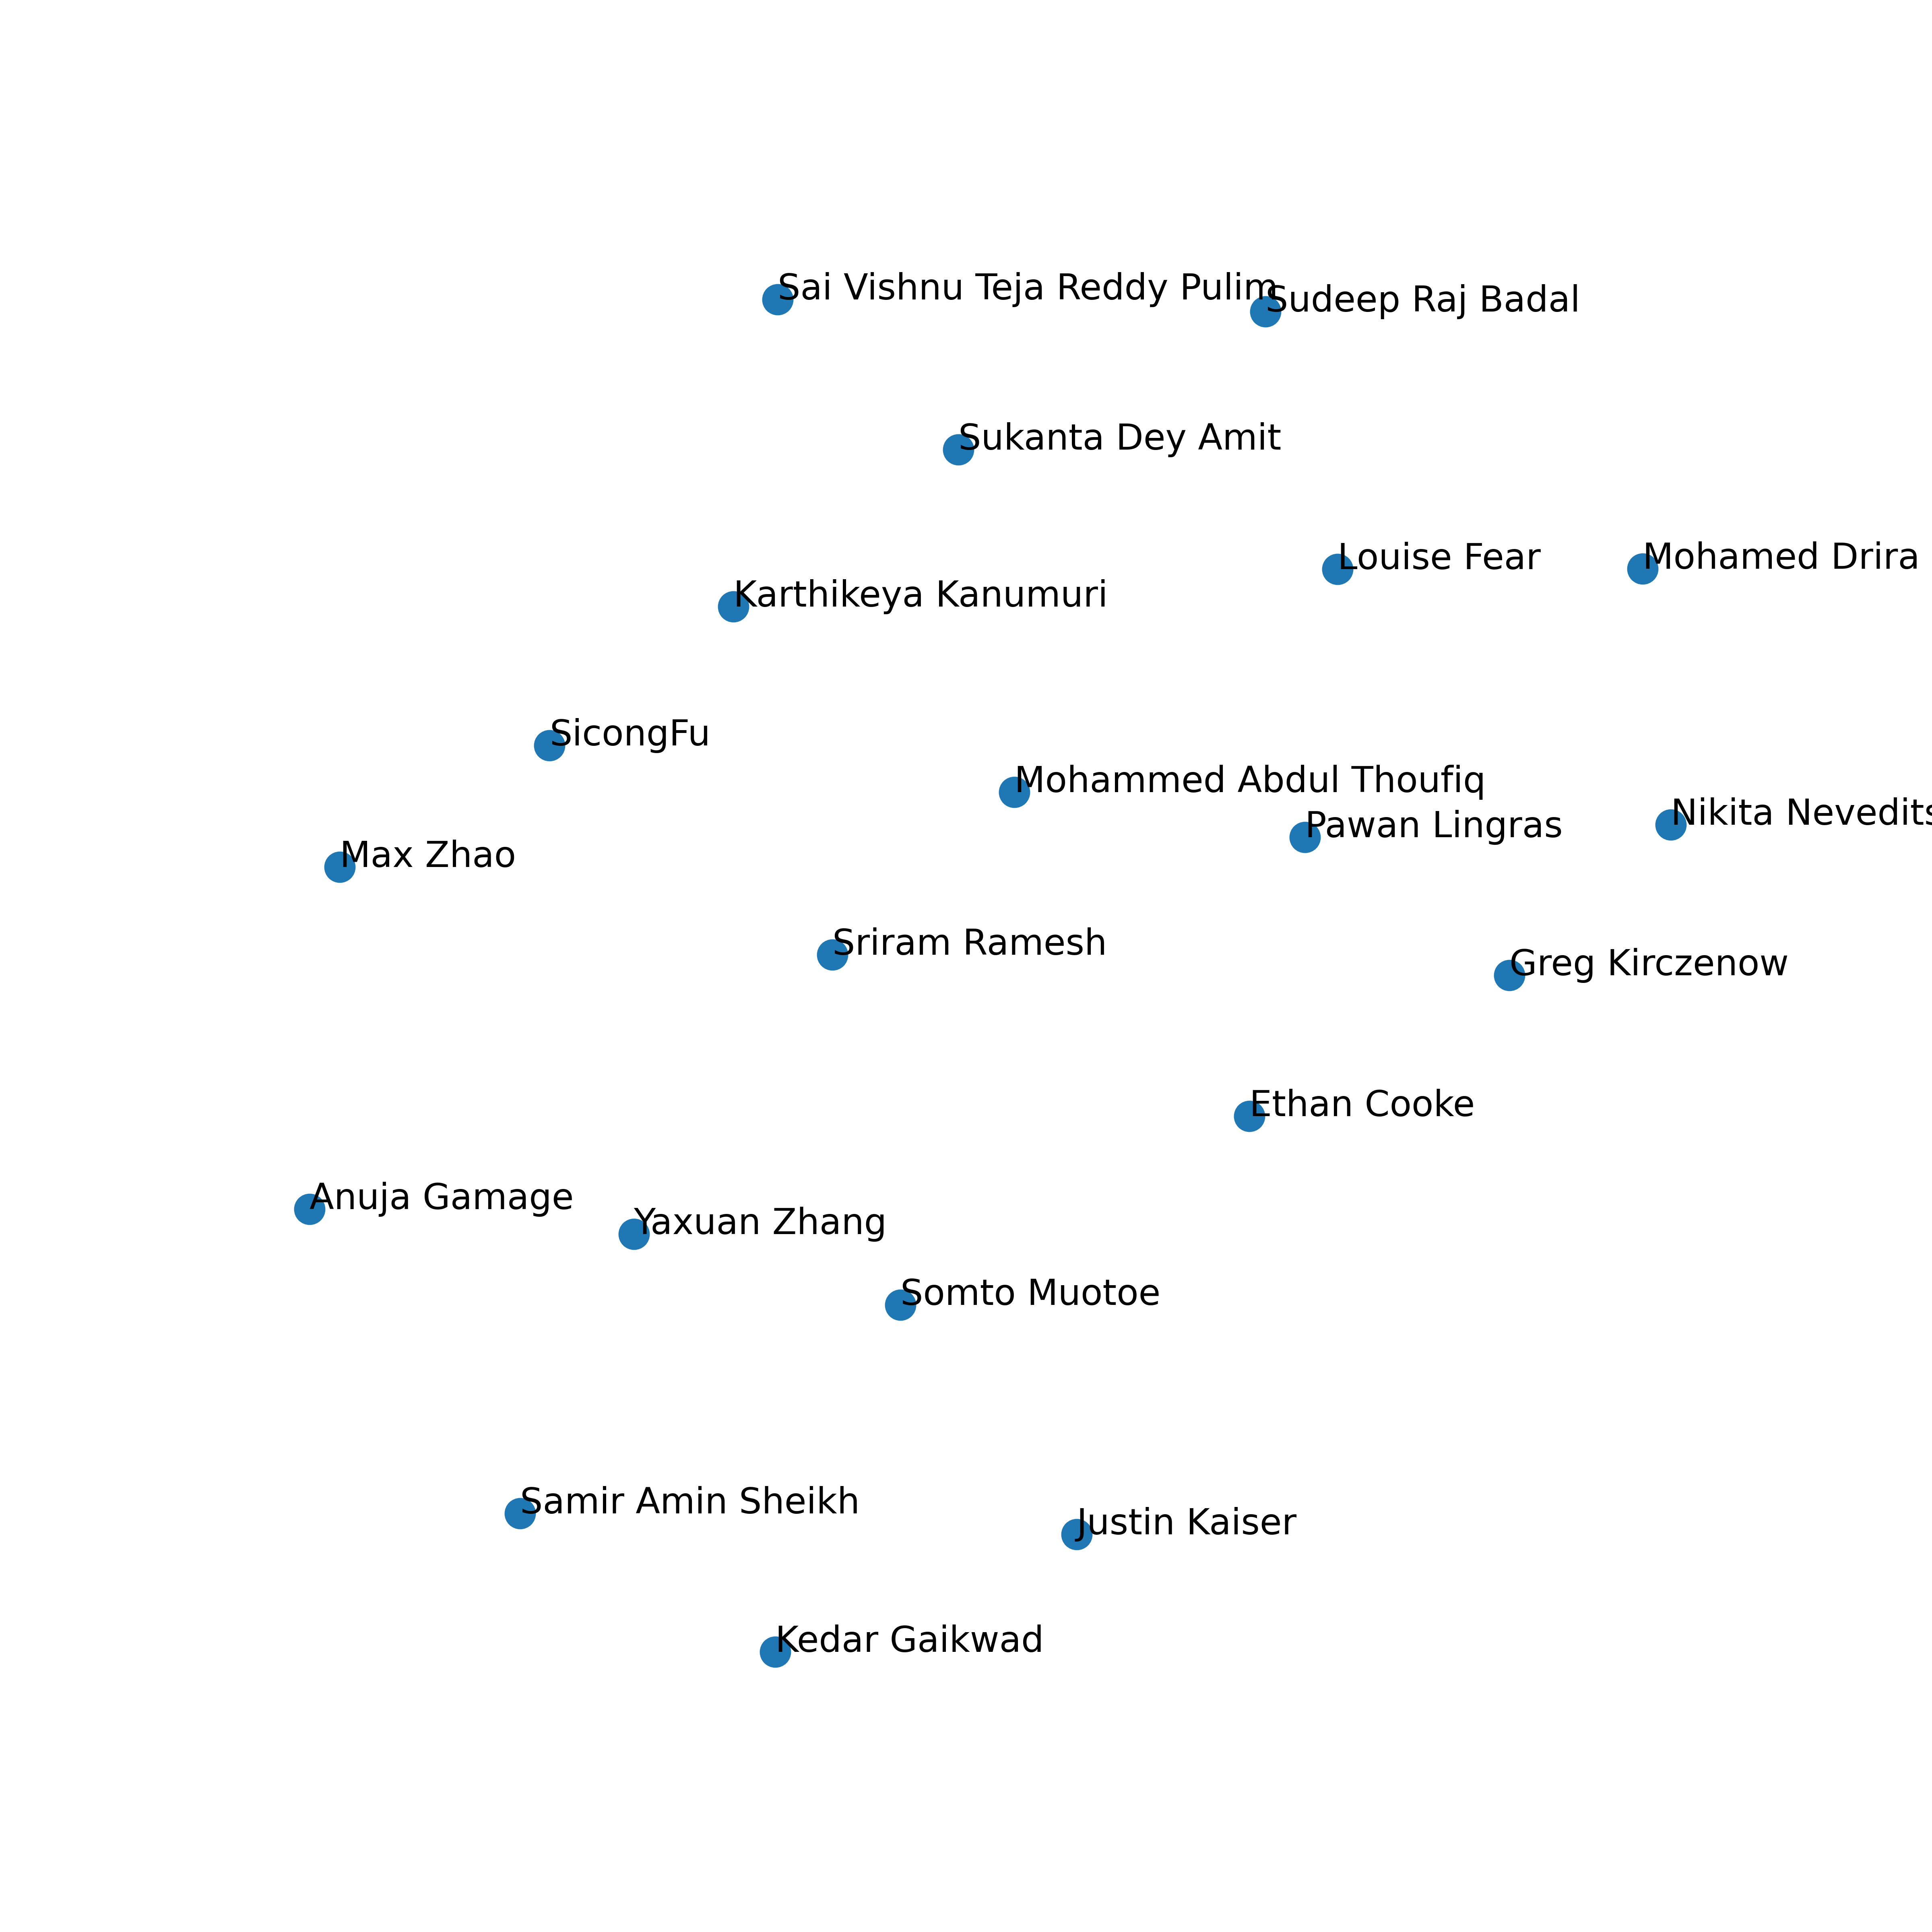 Sai Vishnu Teja Reddy Pulim
Sudeep Raj Badal
Sukanta Dey Amit
Louise Fear
Mohamed Drira
Karthikeya Kanumuri
SicongFu
Mohammed Abdul Thoufiq
Nikita Nevedits
Pawan Lingras
Max Zhao
Sriram Ramesh
Greg Kirczenow
Ethan Cooke
Anuja Gamage
Yaxuan Zhang
Somto Muotoe
Samir Amin Sheikh
Justin Kaiser
Kedar Gaikwad